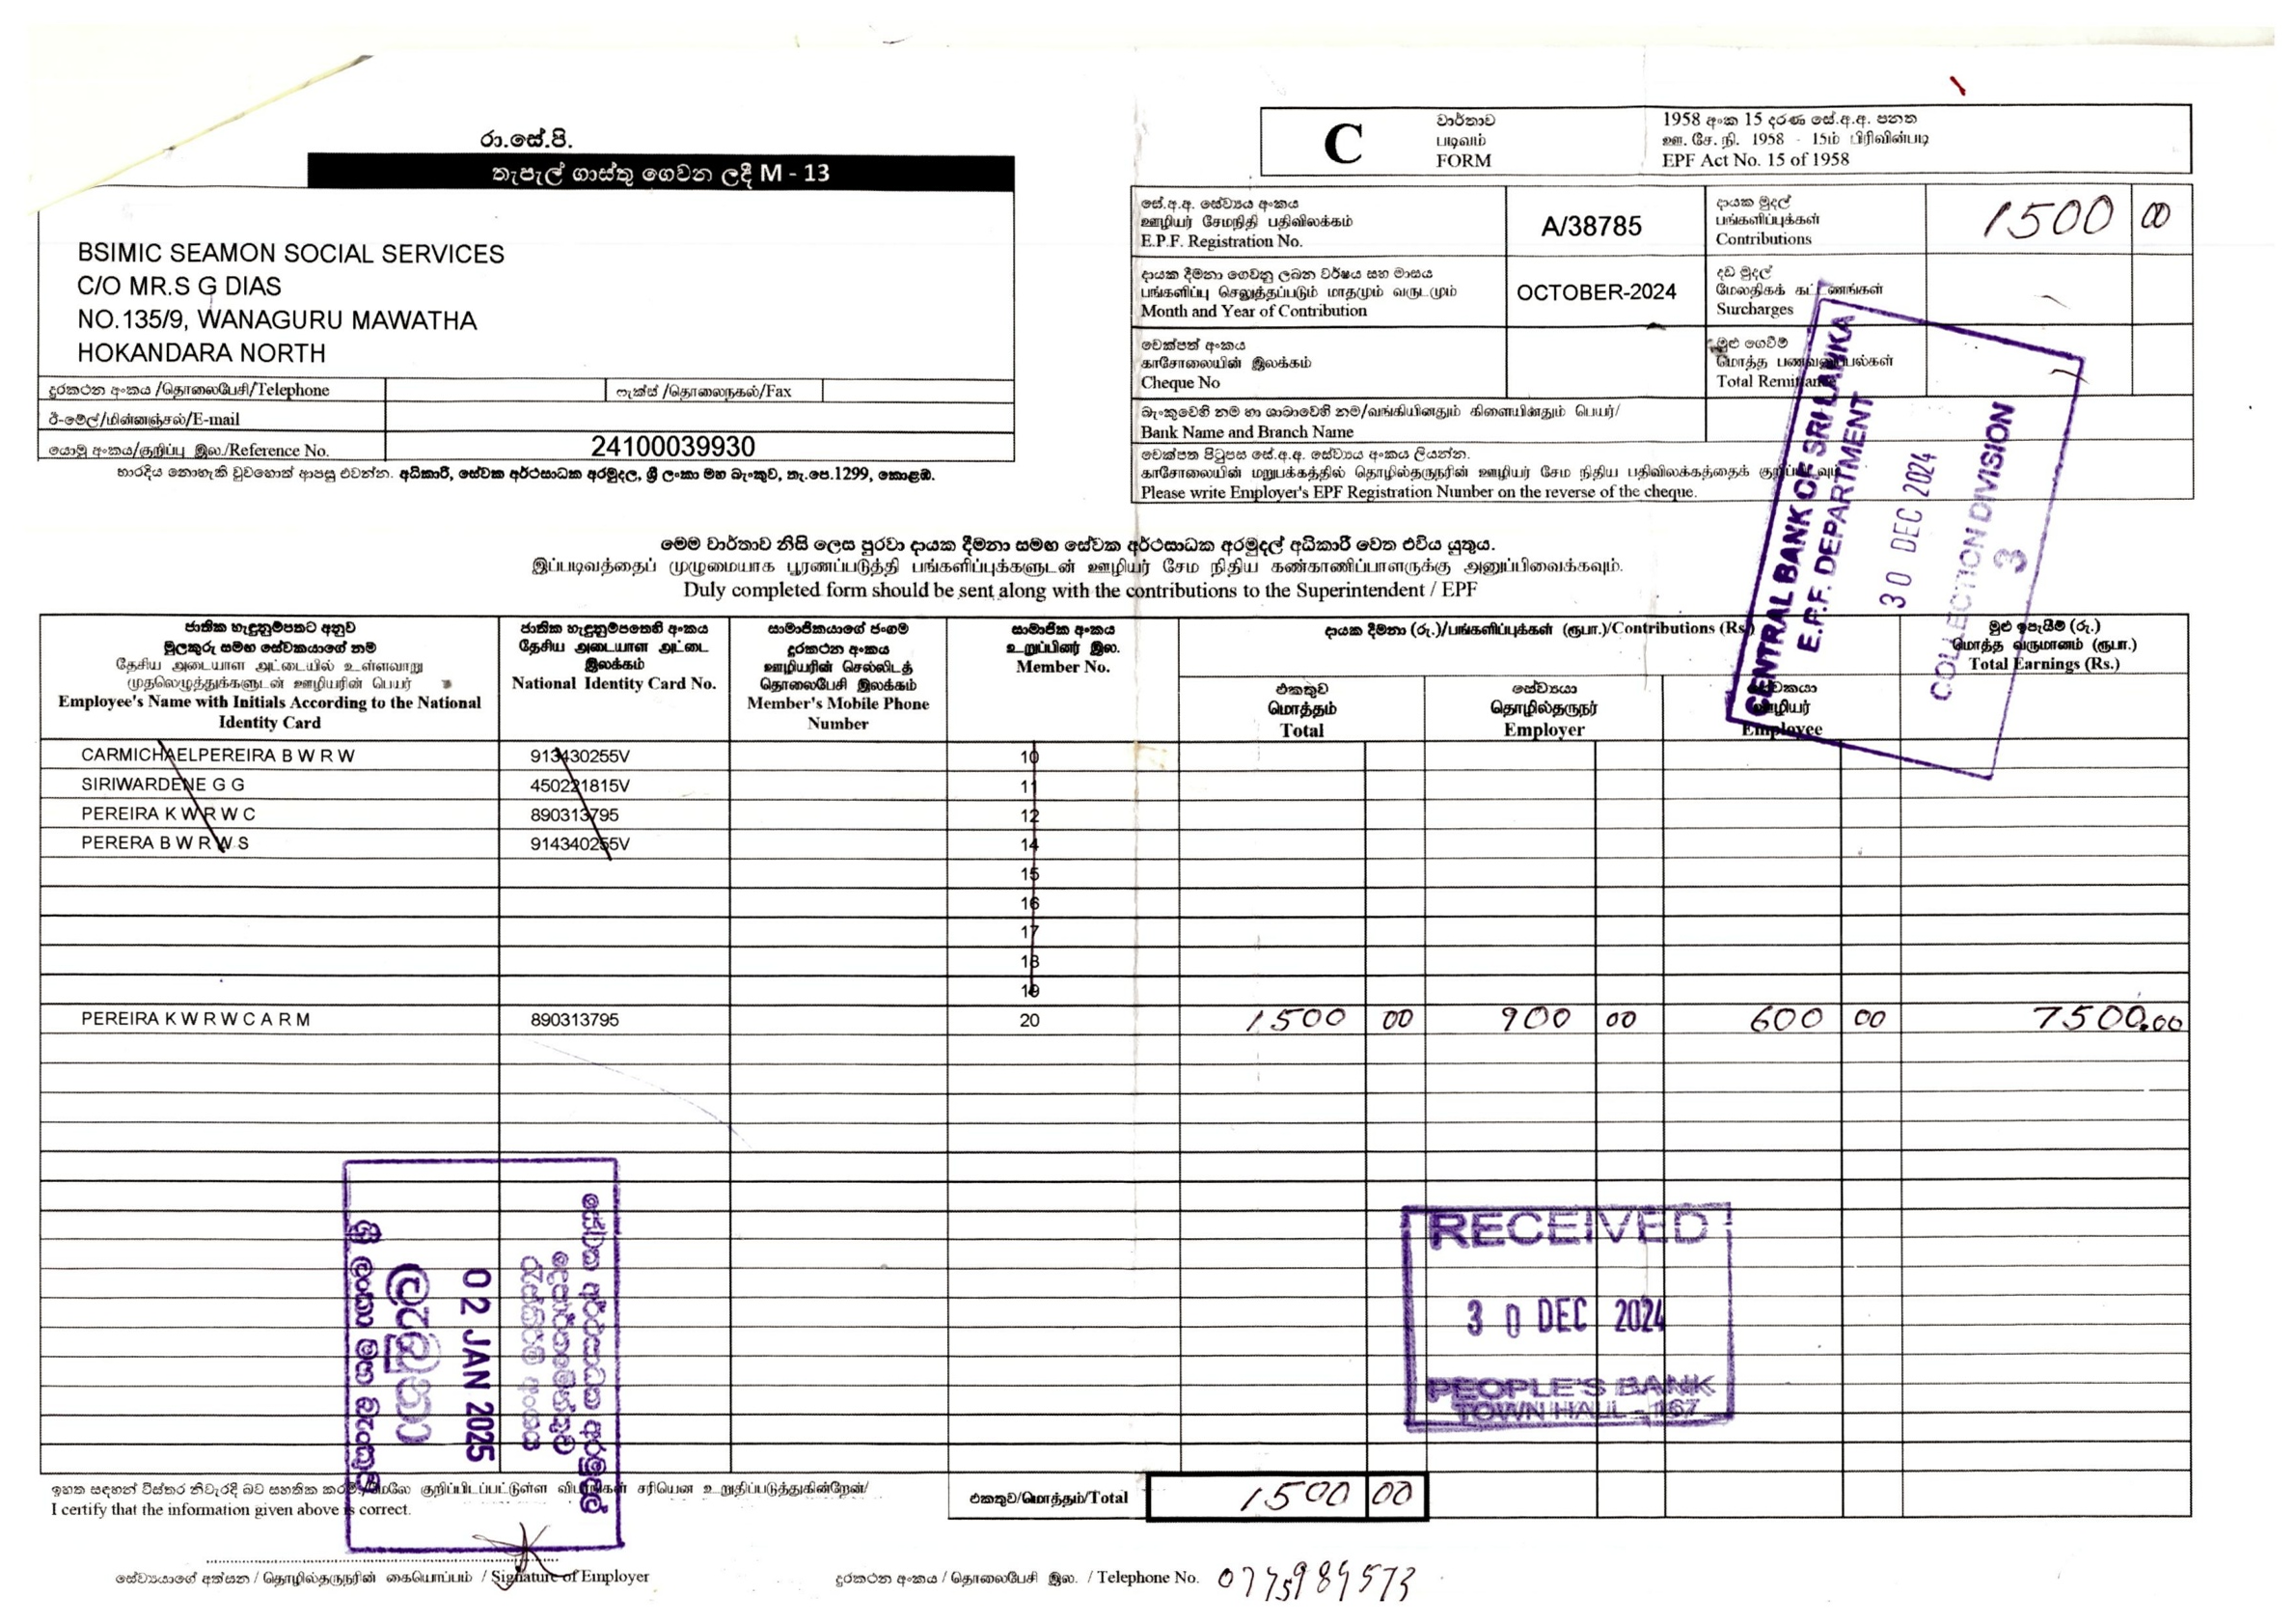 රා.සේ.පි.
තැපැල් ගාස්තු ගෙවන ලදී M - 13
BSIMIC SEAMON SOCIAL SERVICES
C/O MR.S G DIAS
NO.135/9, WANAGURU MAWATHA
HOKANDARA NORTH
දුරකථන අංකය /தொலைபேசி/Telephone
ෆැක්ස් /தொலைநகல்/Fax
ඊ-මේල්/மின்னஞ்சல்/E-mail
යොමු අංකය/குறிப்பு இல./Reference No. 24100039930
භාරදිය නොහැකි වුවහොත් ආපසු එවන්න. අධිකාරී, සේවක අර්ථසාධක අරමුදල, ශ්‍රී ලංකා මහ බැංකුව, තැ.පෙ.1299, කොළඹ.
C
වාර්තාව
படிவம்
FORM
1958 අංක 15 දරණ සේ.අ.අ. පනත
ஊ. சே. நி. 1958 - 15ம் பிரிவின்படி
EPF Act No. 15 of 1958
සේ.අ.අ. සේව්‍යය අංකය
ஊழியர் சேமநிதி பதிவிலக்கம்
E.P.F. Registration No.
A/38785
දායක මුදල්
பங்களிப்புக்கள்
Contributions
1500 00
දායක දීමනා ගෙවනු ලබන වර්ෂය සහ මාසය
பங்களிப்பு செலுத்தப்படும் மாதமும் வருடமும்
Month and Year of Contribution
OCTOBER-2024
දඩ මුදල්
மேலதிகக் கட்டணங்கள்
Surcharges
චෙක්පත් අංකය
காசோலையின் இலக்கம்
Cheque No
මුළු ගෙවීම්
மொத்த
Total Remittance
බැංකුවෙහි නම හා ශාඛාවෙහි නම/வங்கியினதும் கிளையினதும் பெயர்/
Bank Name and Branch Name
චෙක්පත පිටුපස සේ.අ.අ. සේව්‍යය අංකය ලියන්න.
காசோலையின் மறுபக்கத்தில் தொழில்தருநரின் ஊழியர் சேம நிதிய பதிவிலக்கத்தைக் குறிப்பிடவும்
Please write Employer's EPF Registration Number on the reverse of the cheque.
CENTRAL BANK OF SRI LANKA
E.P.F. DEPARTMENT
30 DEC 2024
COLLECTION DIVISION
3
මෙම වාර්තාව නිසි ලෙස පුරවා දායක දීමනා සමඟ සේවක අර්ථසාධක අරමුදල් අධිකාරී වෙත එවිය යුතුය.
இப்படிவத்தைப் முழுமையாக பூரணப்படுத்தி பங்களிப்புக்களுடன் ஊழியர் சேம நிதிய கண்காணிப்பாளருக்கு அனுப்பிவைக்கவும்.
Duly completed form should be sent along with the contributions to the Superintendent / EPF
ජාතික හැඳුනුම්පතට අනුව
මුලකුරු සමඟ සේවකයාගේ නම
தேசிய அடையாள அட்டையில் உள்ளவாறு
முதலெழுத்துக்களுடன் ஊழியரின் பெயர்
Employee's Name with Initials According to the National
Identity Card
ජාතික හැඳුනුම්පතෙහි අංකය
தேசிய அடையாள அட்டை
இலக்கம்
National Identity Card No.
සාමාජිකයාගේ ජංගම
දුරකථන අංකය
ஊழியரின் செல்லிடத்
தொலைபேசி இலக்கம்
Member's Mobile Phone
Number
සාමාජික අංකය
உறுப்பினர் இல.
Member No.
දායක දීමනා (රු.)/பங்களிப்புக்கள் (ரூபா.)/Contributions (Rs.)
එකතුව
மொத்தம்
Total
සේව්‍යයා
தொழில்தருநர்
Employer
සේවකයා
ஊழியர்
Employee
මුළු ඉපැයීම් (රු.)
மொத்த வருமானம் (ரூபா.)
Total Earnings (Rs.)
CARMICHAELPEREIRA B W R W 913430255V 10
SIRIWARDENE G G 450221815V 11
PEREIRA K W R W C 890313795 12
PERERA B W R W S 914340255V 14
15
16
17
18
19
PEREIRA K W R W C A R M 890313795 20 1500 00 900 00 600 00 7500.00
සේවක අර්ථසාධක අරමුදල්
දෙපාර්තමේන්තුව
02 JAN 2025
ලැබුණා
ශ්‍රී ලංකා මහ බැංකුව
RECEIVED
30 DEC 2024
PEOPLE'S BANK
TOWN HALL - 167
ඉහත සඳහන් විස්තර නිවැරදි බව සහතික කරමි./மேலே குறிப்பிடப்பட்டுள்ள விபரங்கள் சரியென உறுதிப்படுத்துகின்றேன்/
I certify that the information given above is correct.
එකතුව/மொத்தம்/Total 1500 00
සේව්‍යයාගේ අත්සන / தொழில்தருநரின் கையொப்பம் / Signature of Employer
දුරකථන අංකය / தொலைபேசி இல. / Telephone No. 0775989573